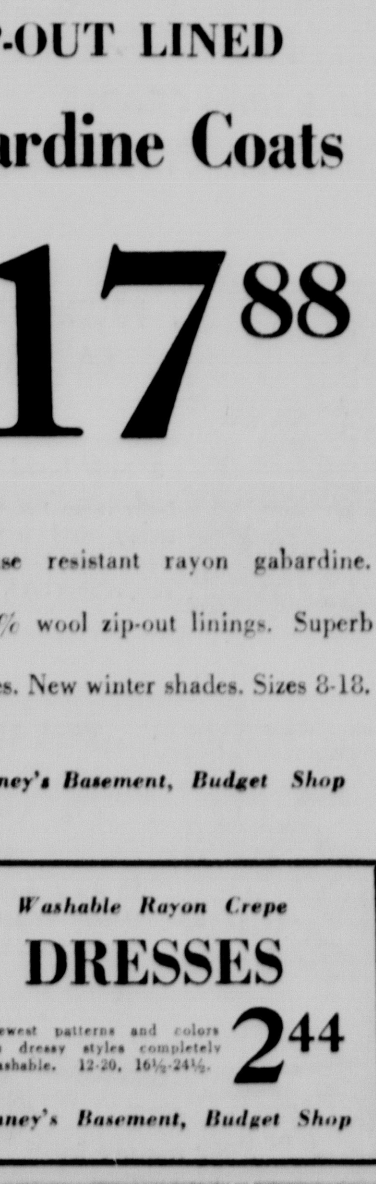 -OUT LINED
ardine Coats
17 88
se resistant rayon gabardine.
% wool zip-out linings. Superb
s. New winter shades. Sizes 8-18.
ney's Basement, Budget Shop
Washable Rayon Crepe
DRESSES
ewest patterns and colors
dressy styles completely
ashable. 12-20, 16½-24½.
2 44
nney's Basement, Budget Shop